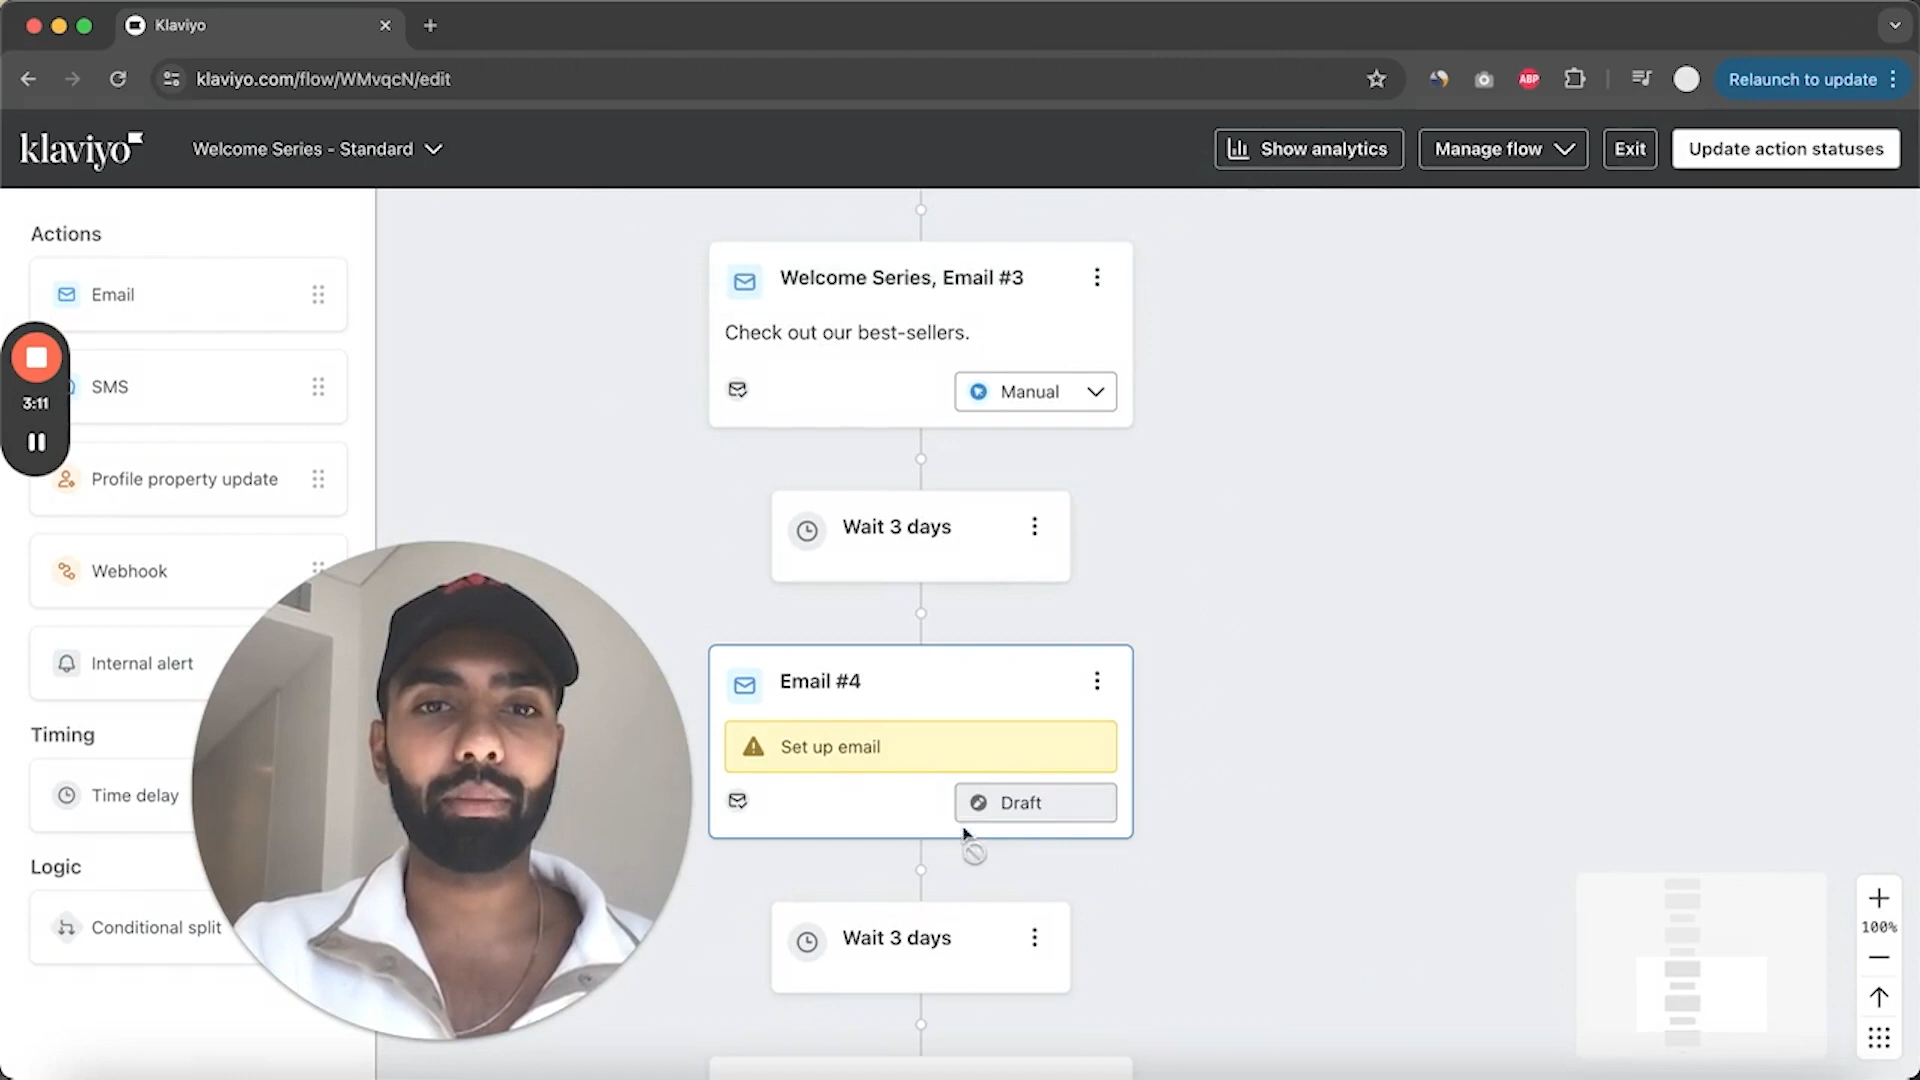 Klaviyo
klaviyo.com/flow/WMvqcN/edit
ABP
Relaunch to update
klaviyo
Welcome Series - Standard
Show analytics
Manage flow
Exit
Update action statuses
Actions
Email
SMS
3:11
Profile property update
Webhook
Internal alert
Timing
Time delay
Logic
Conditional split
Welcome Series, Email #3
Check out our best-sellers.
Manual
Wait 3 days
Email #4
Set up email
Draft
Wait 3 days
100%